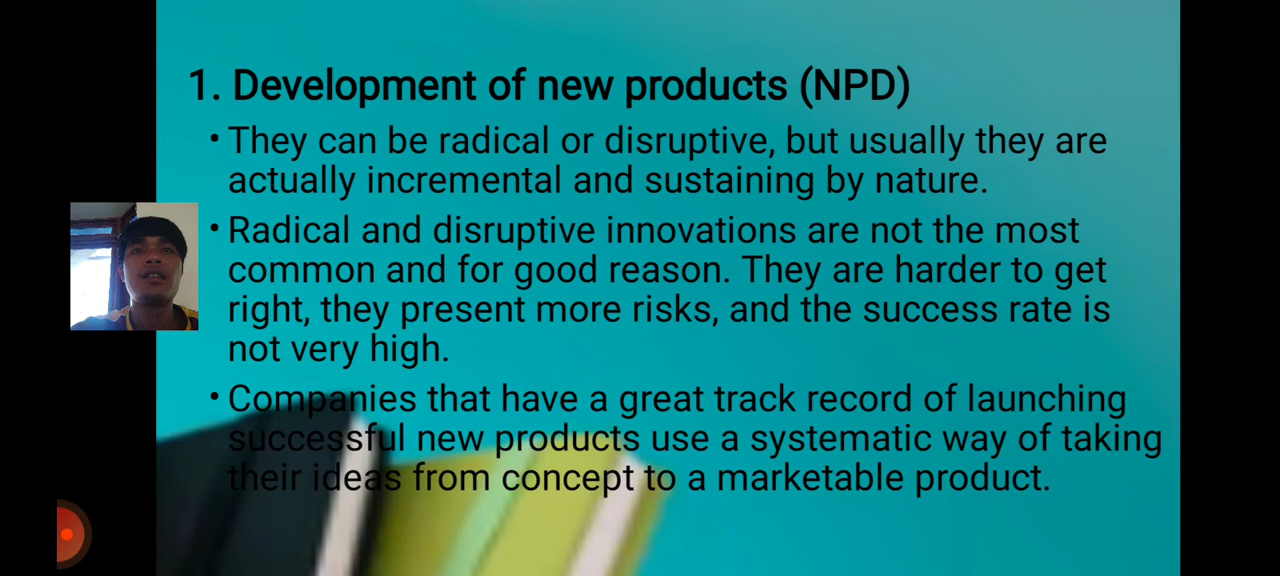 1. Development of new products (NPD)
• They can be radical or disruptive, but usually they are
actually incremental and sustaining by nature.
• Radical and disruptive innovations are not the most
common and for good reason. They are harder to get
right, they present more risks, and the success rate is
not very high.
• Companies that have a great track record of launching
successful new products use a systematic way of taking
their ideas from concept to a marketable product.